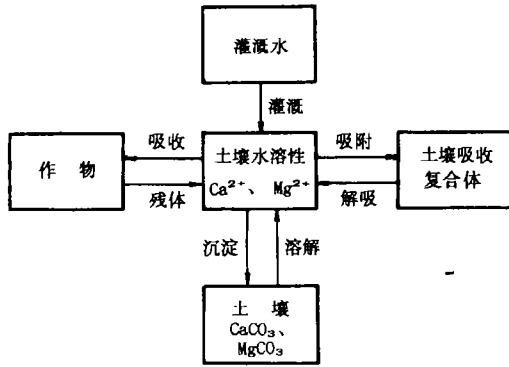 灌溉水
灌溉
作 物
吸收
残体
土壤水溶性
Ca²⁺、 Mg²⁺
吸附
解吸
土壤吸收
复合体
沉淀
溶解
土 壤
CaCO₃、
MgCO₃